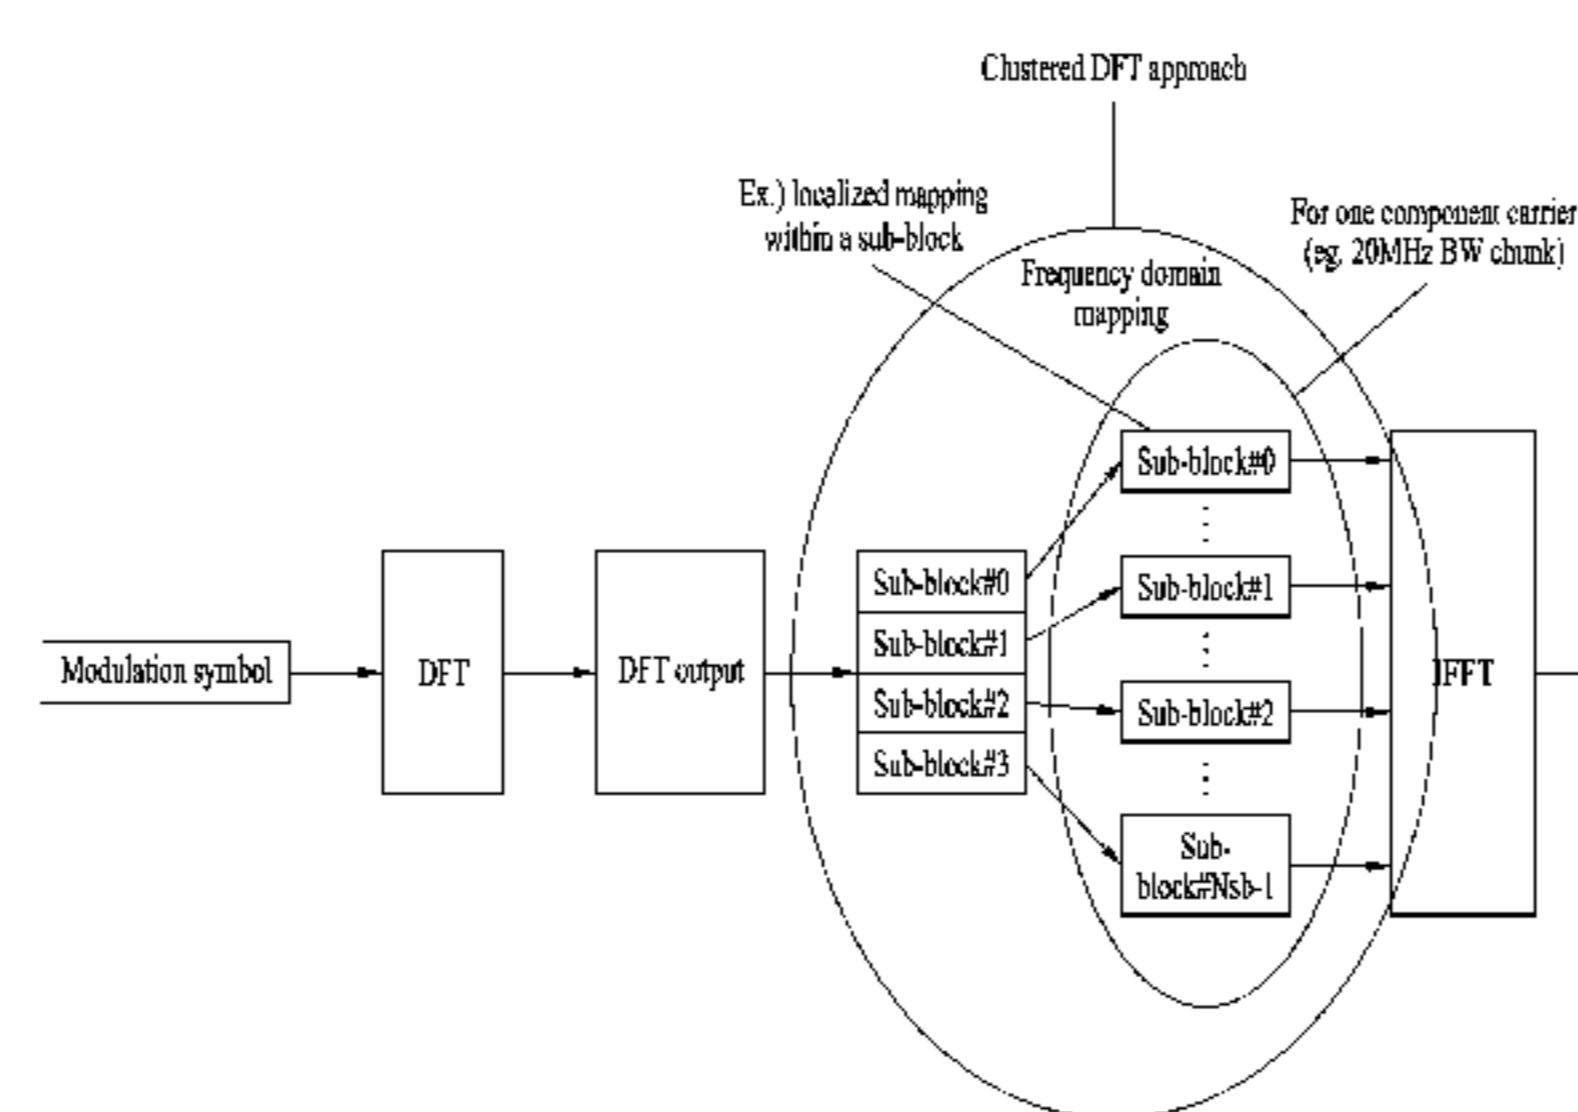 Clustered DFT approach
Ex.) localized mapping
within a sub-block
For one component carrier
(eg. 20MHz BW chunk)
Frequency domain
mapping
Modulation symbol
DFT
DFT output
Sub-block#0
Sub-block#1
Sub-block#2
Sub-block#3
Sub-block#0
Sub-block#1
Sub-block#2
Sub-
block#Nsb-1
IFFT